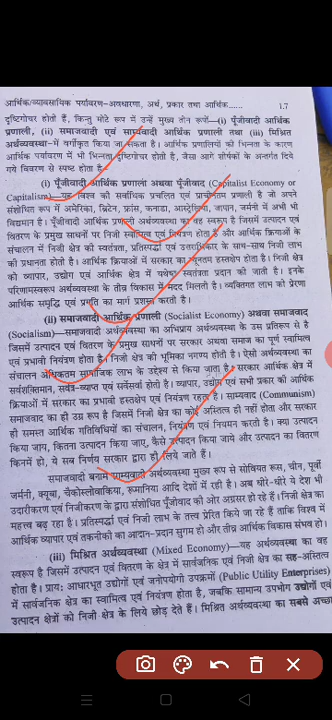 आर्थिक/व्यावसायिक पर्यावरण-अवधारणा, अर्थ, प्रकार तथा आर्थिक...... 1.7
दृष्टिगोचर होती हैं, किन्तु मोटे रूप में उन्हें मुख्य तीन रूपों—(i) पूँजीवादी आर्थिक
प्रणाली, (ii) समाजवादी एवं साम्यवादी आर्थिक प्रणाली तथा (iii) मिश्रित
अर्थव्यवस्था-में वर्गीकृत किया जा सकता है। आर्थिक प्रणालियों की भिन्नता के कारण
आर्थिक पर्यावरण में भी भिन्नता दृष्टिगोचर होती है, जैसा आगे शीर्षकों के अन्तर्गत दिये
गये विवरण से स्पष्ट होता है—
(i) पूँजीवादी आर्थिक प्रणाली अथवा पूँजीवाद (Capitalist Economy or
Capitalism)—यह विश्व की सर्वाधिक प्रचलित एवं प्राचीनतम प्रणाली है जो अपने
संशोधित रूप में अमेरिका, ब्रिटेन, फ्रांस, कनाडा, आस्ट्रेलिया, जापान, जर्मनी में अभी भी
विद्यमान है। पूँजीवादी आर्थिक प्रणाली अर्थव्यवस्था का वह स्वरूप है जिसमें उत्पादन एवं
वितरण के प्रमुख साधनों पर निजी स्वामित्व एवं नियंत्रण होता है और आर्थिक क्रियाओं के
संचालन में निजी क्षेत्र की स्वतंत्रता, प्रतिस्पर्द्धा एवं उत्तराधिकार के साथ-साथ निजी लाभ
की प्रधानता होती है। आर्थिक क्रियाओं में सरकार का न्यूनतम हस्तक्षेप होता है। निजी क्षेत्र
को व्यापार, उद्योग एवं आर्थिक क्षेत्र में यथेष्ट स्वतंत्रता प्रदान की जाती है। इनके
परिणामस्वरूप अर्थव्यवस्था के तीव्र विकास में मदद मिलती है। व्यक्तिगत लाभ की प्रेरणा
आर्थिक समृद्धि एवं प्रगति का मार्ग प्रशस्त करती है।
(ii) समाजवादी आर्थिक प्रणाली (Socialist Economy) अथवा समाजवाद
(Socialism)—समाजवादी अर्थव्यवस्था का अभिप्राय अर्थव्यवस्था के उस प्रतिरूप से है
जिसमें उत्पादन एवं वितरण के प्रमुख साधनों पर सरकार अथवा समाज का पूर्ण स्वामित्व
एवं प्रभावी नियंत्रण होता है, निजी क्षेत्र की भूमिका नगण्य होती है। ऐसी अर्थव्यवस्था का
संचालन अधिकतम सामाजिक लाभ के उद्देश्य से किया जाता है। सरकार आर्थिक क्षेत्र में
सर्वशक्तिमान, सर्वत्र-व्याप्त एवं सर्वेसर्वा होती है। व्यापार, उद्योग एवं सभी प्रकार की आर्थिक
क्रियाओं में सरकार का प्रभावी हस्तक्षेप एवं नियंत्रण रहता है। साम्यवाद (Communism)
समाजवाद का ही उग्र रूप है जिसमें निजी क्षेत्र का कोई अस्तित्व ही नहीं होता और सरकार
ही समस्त आर्थिक गतिविधियों का संचालन, नियंत्रण एवं नियमन करती है। क्या उत्पादन
किया जाय, कितना उत्पादन किया जाए, कैसे उत्पादन किया जाये और उत्पादन का वितरण
किनमें हो, ये सब निर्णय सरकार द्वारा ही लिये जाते हैं।
समाजवादी बनाम साम्यवादी अर्थव्यवस्था मुख्य रूप से सोवियत रूस, चीन, पूर्वी
जर्मनी, क्यूबा, चैकोस्लोवाकिया, रूमानिया आदि देशों में रही है। अब धीरे-धीरे ये देश भी
उदारीकरण एवं निजीकरण के द्वारा संशोधित पूँजीवाद की ओर अग्रसर हो रहे हैं। निजी क्षेत्र का
महत्त्व बढ़ रहा है। प्रतिस्पर्द्धा एवं निजी लाभ के तत्त्व प्रेरित किये जा रहे हैं ताकि विश्व में
आर्थिक व्यापार एवं तकनीकी का आदान-प्रदान सुगम हो और तीव्र आर्थिक विकास संभव हो।
(iii) मिश्रित अर्थव्यवस्था (Mixed Economy)—यह अर्थव्यवस्था का वह
स्वरूप है जिसमें उत्पादन एवं वितरण के क्षेत्र में सार्वजनिक एवं निजी क्षेत्र का सह-अस्तित्व
होता है। प्रायः आधारभूत उद्योगों एवं जनोपयोगी उपक्रमों (Public Utility Enterprises)
में सार्वजनिक क्षेत्र का स्वामित्व एवं नियंत्रण होता है, जबकि सामान्य उपभोग उद्योगों एवं
उत्पादन क्षेत्रों को निजी क्षेत्र के लिये छोड़ देते हैं। मिश्रित अर्थव्यवस्था का सबसे अच्छा